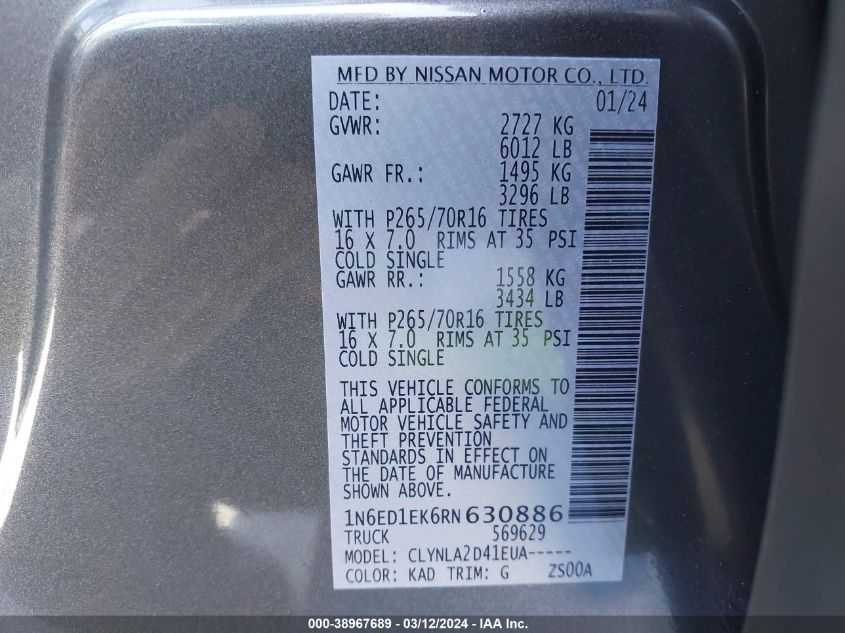 MFD BY NISSAN MOTOR CO., LTD.
DATE: 01/24
GVWR: 2727 KG
6012 LB
GAWR FR.: 1495 KG
3296 LB
WITH P265/70R16 TIRES
16 X 7.0 RIMS AT 35 PSI
COLD SINGLE
GAWR RR.: 1558 KG
3434 LB
WITH P265/70R16 TIRES
16 X 7.0 RIMS AT 35 PSI
COLD SINGLE
THIS VEHICLE CONFORMS TO
ALL APPLICABLE FEDERAL
MOTOR VEHICLE SAFETY AND
THEFT PREVENTION
STANDARDS IN EFFECT ON
THE DATE OF MANUFACTURE
SHOWN ABOVE.
1N6ED1EK6RN630886
TRUCK 569629
MODEL: CLYNLA2D41EUA-----
COLOR: KAD TRIM: G ZS00A
000-38967689 - 03/12/2024 - IAA Inc.